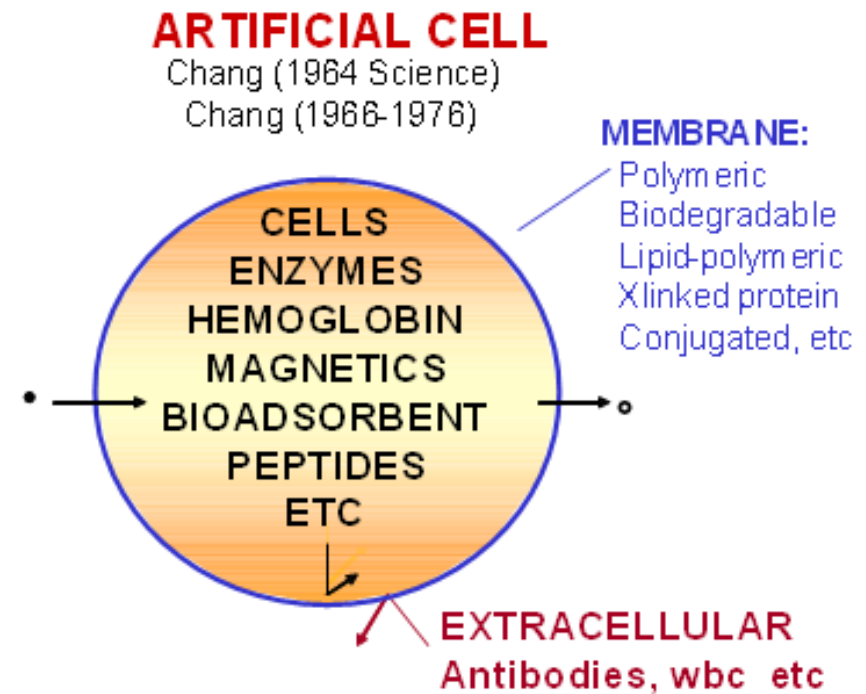 ARTIFICIAL CELL
Chang (1964 Science)
Chang (1966-1976)
MEMBRANE:
Polymeric
Biodegradable
Lipid-polymeric
Xlinked protein
Conjugated, etc
CELLS
ENZYMES
HEMOGLOBIN
MAGNETICS
BIOADSORBENT
PEPTIDES
ETC
EXTRACELLULAR
Antibodies, wbc etc